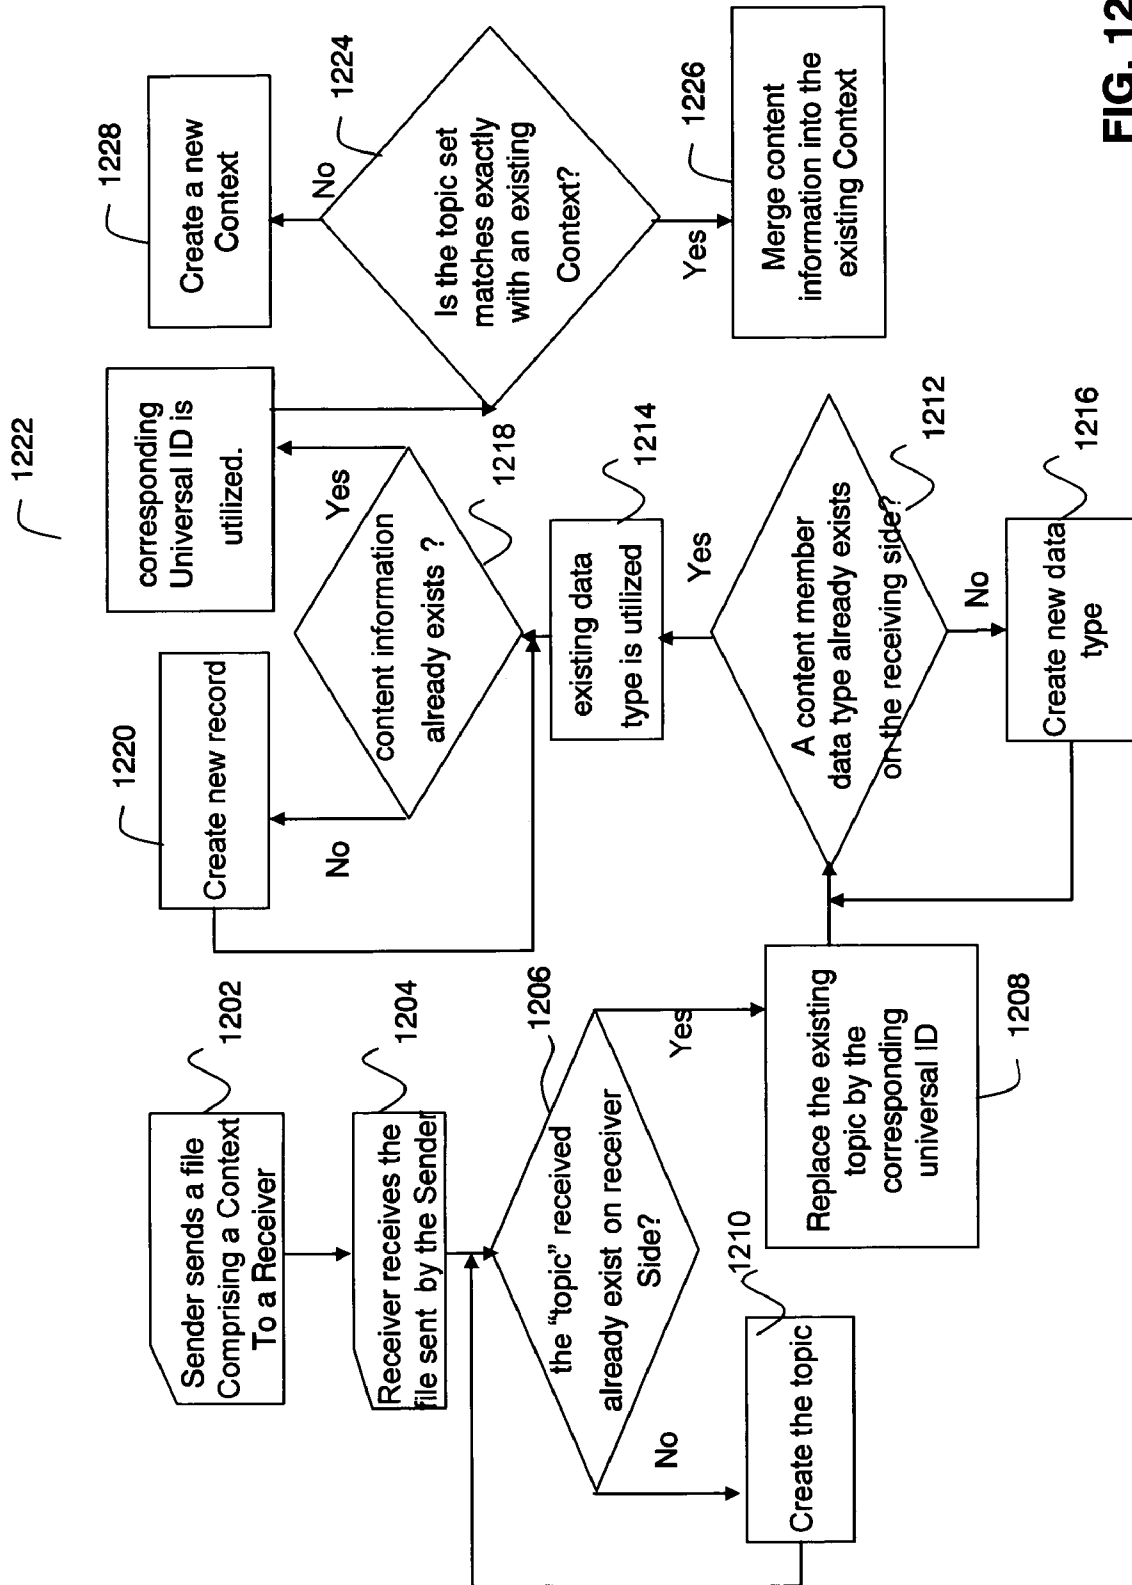 1202
Sender sends a file
Comprising a Context
To a Receiver
1204
Receiver receives the
file sent by the Sender
1206
the “topic” received
already exist on receiver
Side?
No
Yes
1210
Create the topic
Replace the existing
topic by the
corresponding
universal ID
1208
1220
Create new record
No
content information
already exists ?
Yes
1218
1222
corresponding
Universal ID is
utilized.
existing data
type is utilized
1214
Yes
A content member
data type already exists
on the receiving side?
1212
No
Create new data
type
1216
1228
Create a new
Context
No
1224
Is the topic set
matches exactly
with an existing
Context?
Yes
1226
Merge content
information into the
existing Context
FIG. 12